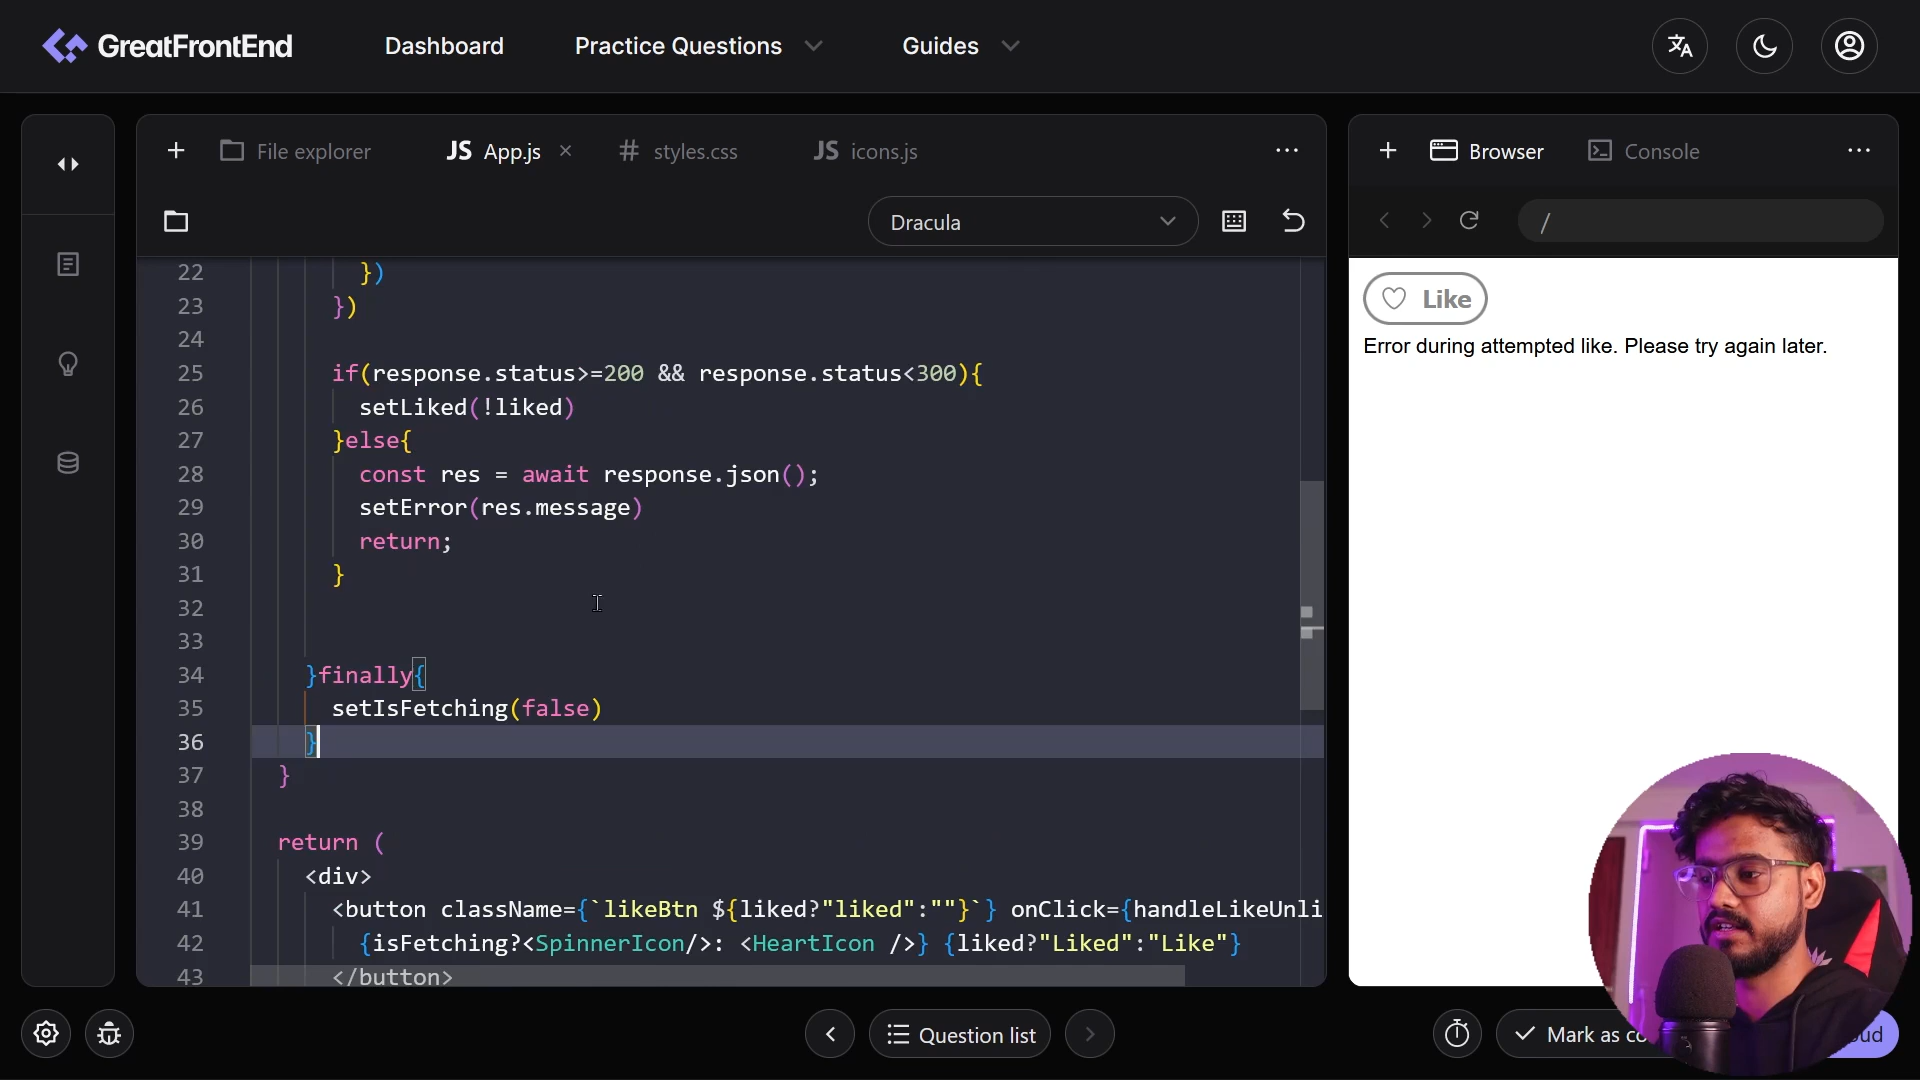 GreatFrontEnd
Dashboard
Practice Questions
Guides
File explorer
JS App.js
# styles.css
JS icons.js
Browser
Console
Dracula
/
22 })
23 })
24
25 if(response.status>=200 && response.status<300){
26 setLiked(!liked)
27 }else{
28 const res = await response.json();
29 setError(res.message)
30 return;
31 }
32
33
34 }finally{
35 setIsFetching(false)
36 }
37 }
38
39 return (
40 <div>
41 <button className={`likeBtn ${liked?"liked":""}`} onClick={handleLikeUnli
42 {isFetching?<SpinnerIcon/>: <HeartIcon />} {liked?"Liked":"Like"}
43 </button>
Like
Error during attempted like. Please try again later.
Question list
Mark as co